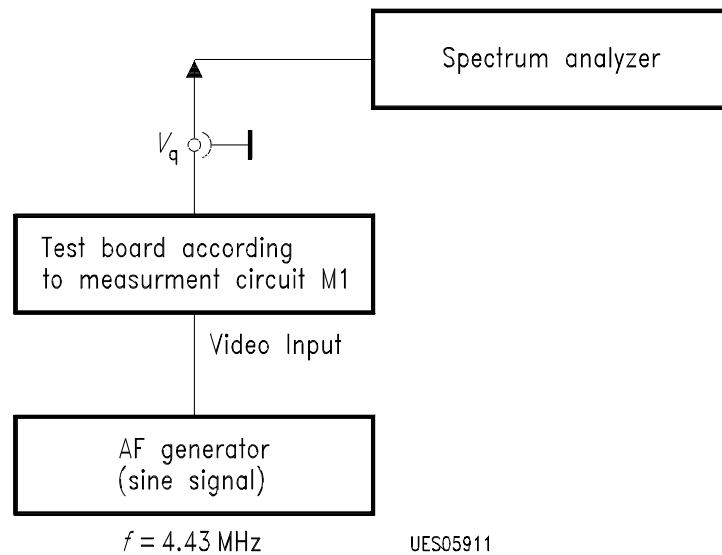 Spectrum analyzer
Vq
Test board according
to measurment circuit M1
Video Input
AF generator
(sine signal)
f = 4.43 MHz
UES05911